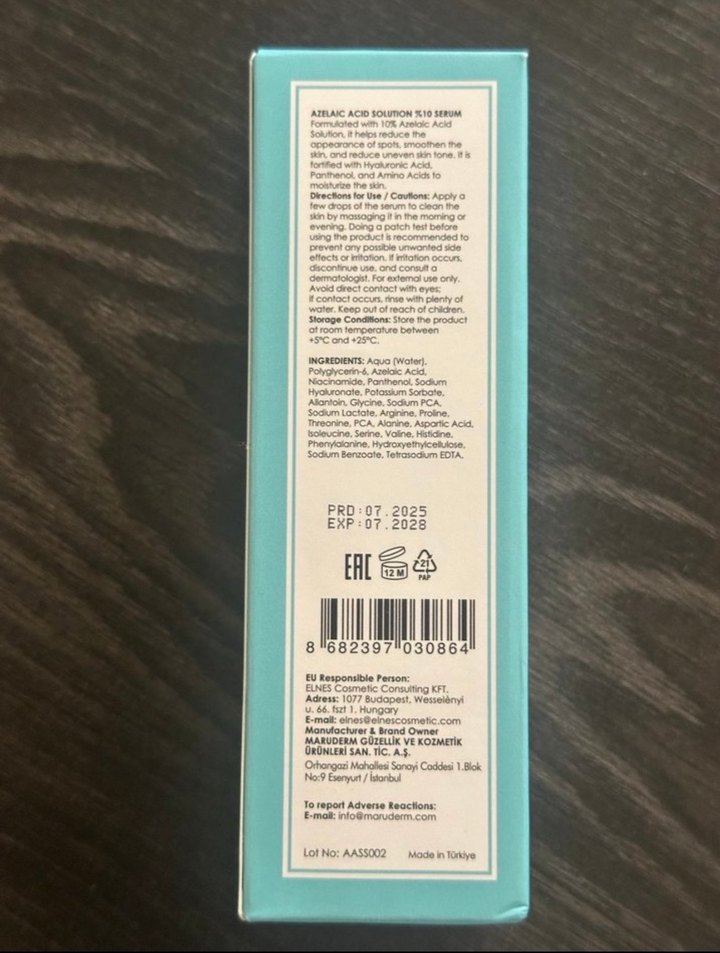 AZELAIC ACID SOLUTION %10 SERUM
Formulated with 10% Azelaic Acid
Solution, it helps reduce the
appearance of spots, smoothen the
skin, and reduce uneven skin tone. It is
fortified with Hyaluronic Acid,
Panthenol, and Amino Acids to
moisturize the skin.
Directions for Use / Cautions: Apply a
few drops of the serum to clean the
skin by massaging it in the morning or
evening. Doing a patch test before
using the product is recommended to
prevent any possible unwanted side
effects or irritation. If irritation occurs,
discontinue use, and consult a
dermatologist. For external use only.
Avoid direct contact with eyes;
if contact occurs, rinse with plenty of
water. Keep out of reach of children.
Storage Conditions: Store the product
at room temperature between
+5°C and +25°C.
INGREDIENTS: Aqua (Water),
Polyglycerin-6, Azelaic Acid,
Niacinamide, Panthenol, Sodium
Hyaluronate, Potassium Sorbate,
Allantoin, Glycine, Sodium PCA,
Sodium Lactate, Arginine, Proline,
Threonine, PCA, Alanine, Aspartic Acid,
Isoleucine, Serine, Valine, Histidine,
Phenylalanine, Hydroxyethylcellulose,
Sodium Benzoate, Tetrasodium EDTA.
PRD:07.2025
EXP:07.2028
EAC 12 M 21 PAP
8 682397 030864
EU Responsible Person:
ELNES Cosmetic Consulting KFT.
Adress: 1077 Budapest, Wesselènyi
u. 66. fszt 1. Hungary
E-mail: elnes@elnescosmetic.com
Manufacturer & Brand Owner
MARUDERM GÜZELLİK VE KOZMETİK
ÜRÜNLERİ SAN. TİC. A.Ş.
Orhangazi Mahallesi Sanayi Caddesi 1.Blok
No:9 Esenyurt / İstanbul
To report Adverse Reactions:
E-mail: info@maruderm.com
Lot No: AASS002 Made in Türkiye